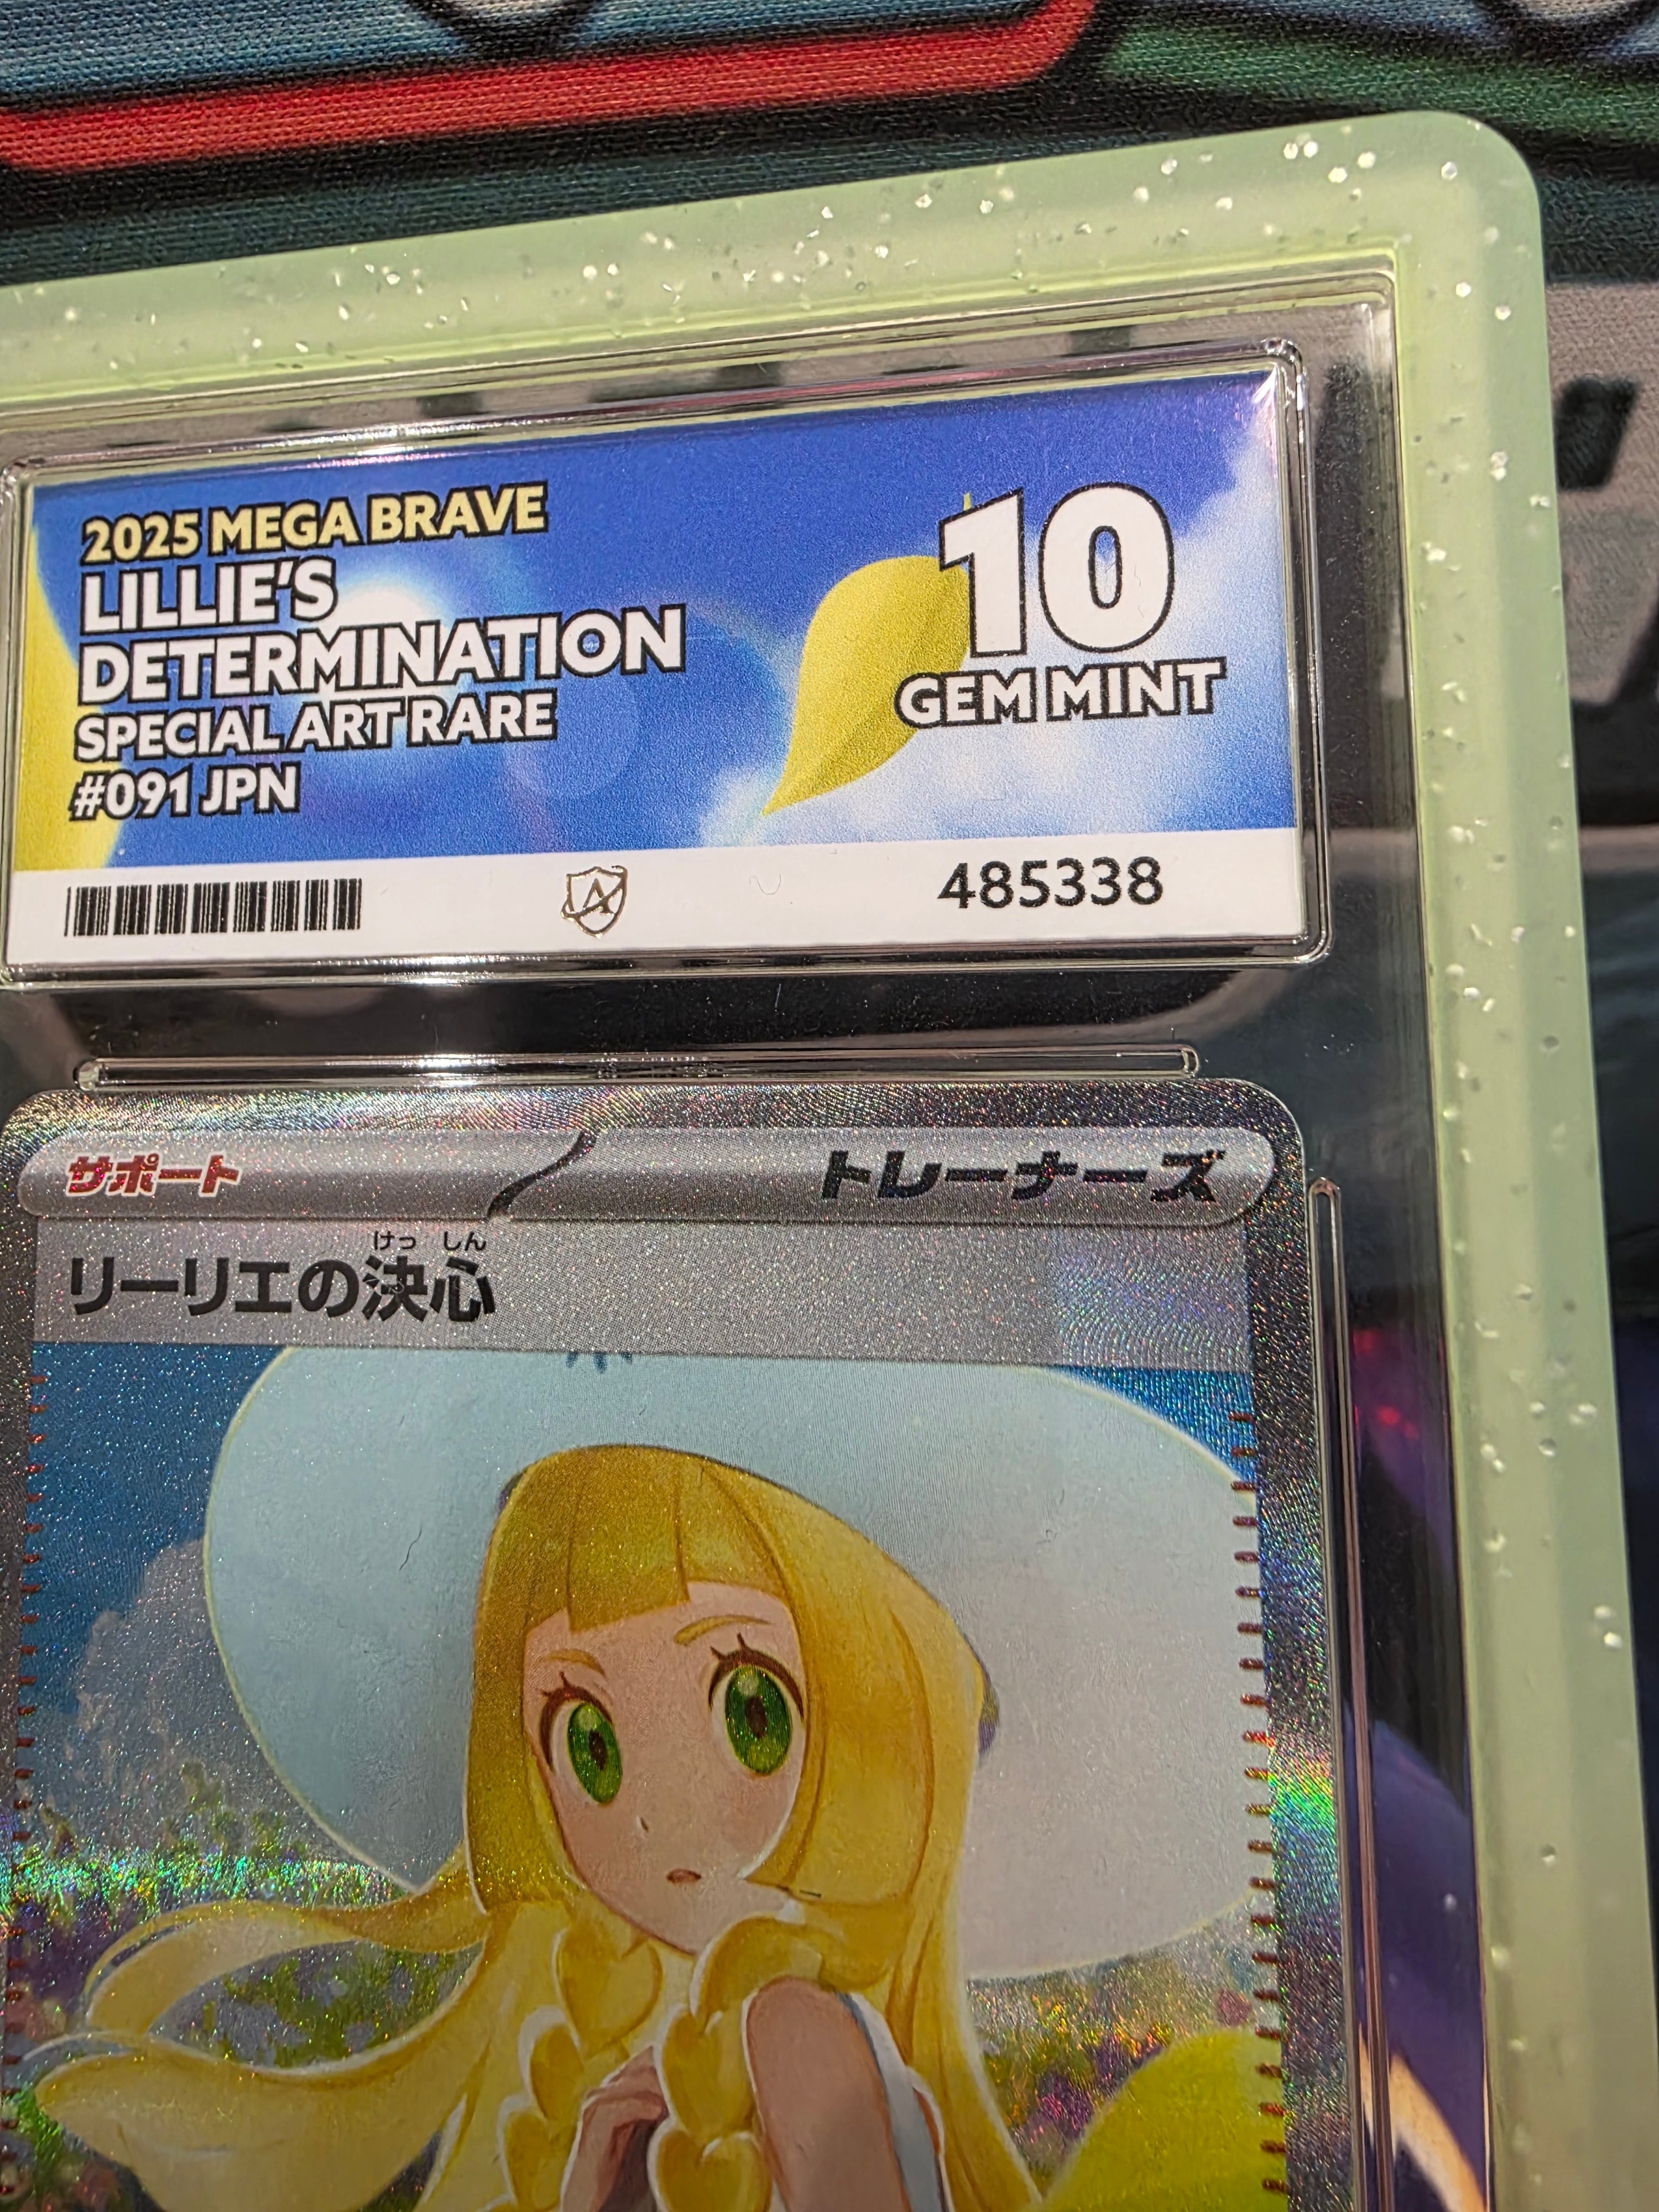 2025 MEGA BRAVE
LILLIE'S
DETERMINATION
SPECIAL ART RARE
#091 JPN
10
GEM MINT
A
485338
サポート
トレーナーズ
けっ しん
リーリエの決心